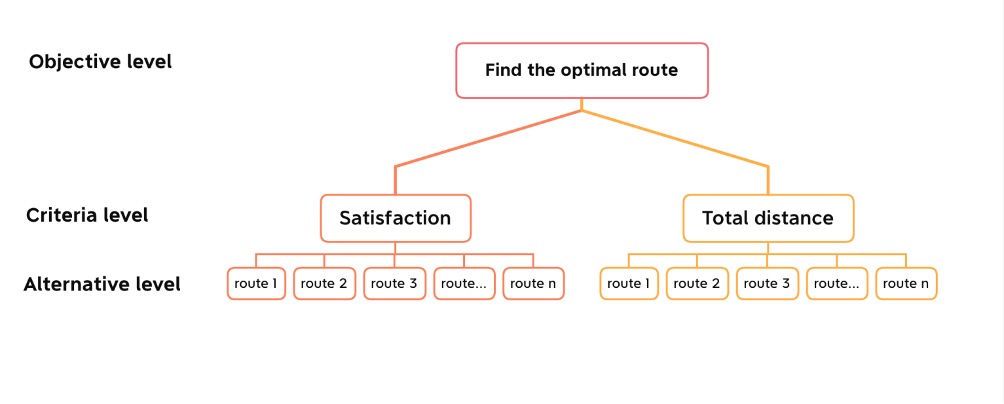 Objective level
Find the optimal route
Criteria level
Satisfaction
Total distance
Alternative level
route 1
route 2
route 3
route...
route n
route 1
route 2
route 3
route...
route n